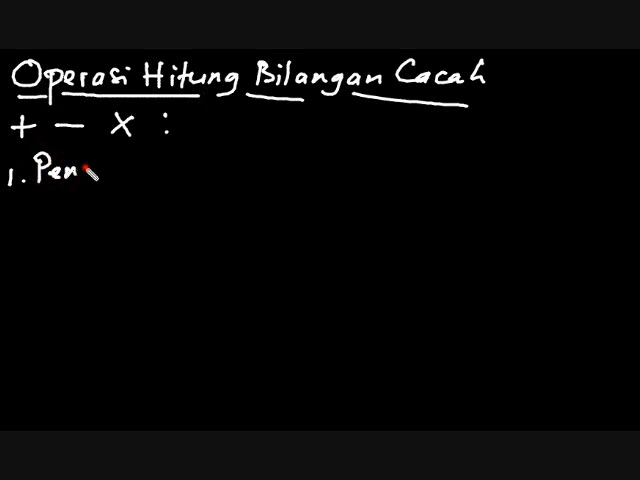 Operasi Hitung Bilangan Cacah
+ - x :
1. Pen